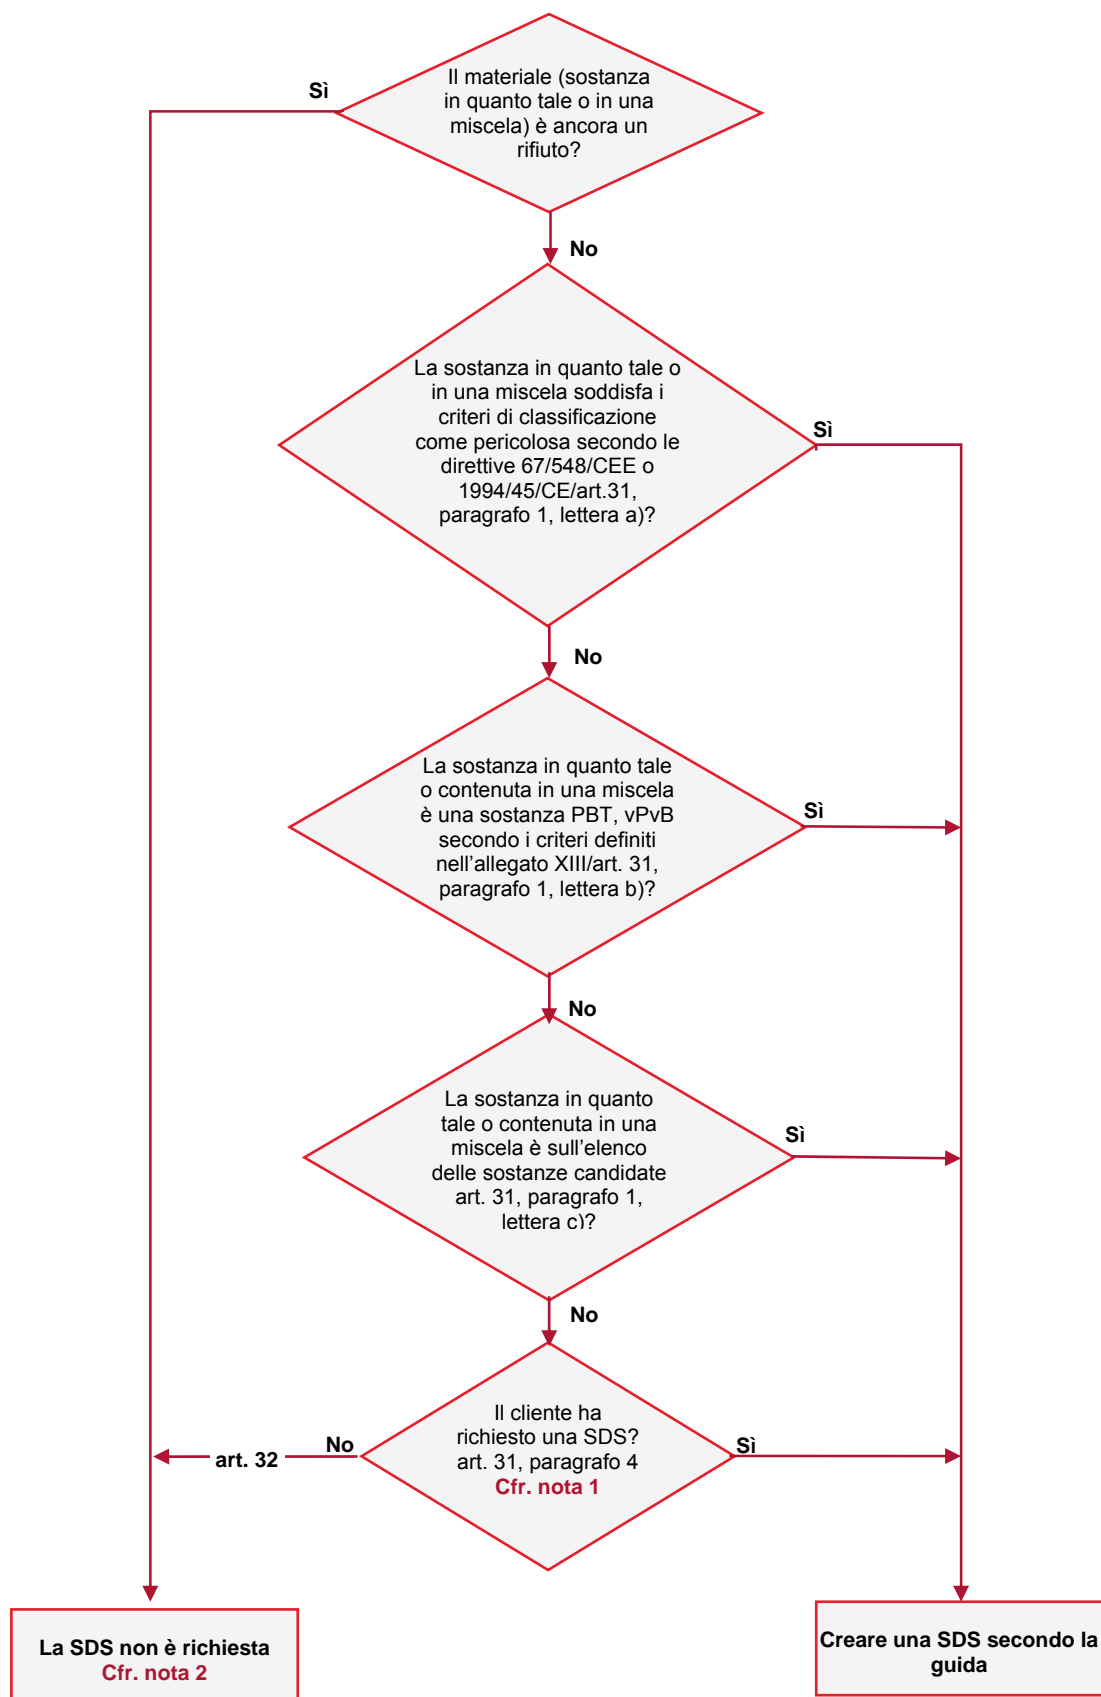 Il materiale (sostanza
in quanto tale o in una
miscela) è ancora un
rifiuto?
Sì
No
La sostanza in quanto tale o
in una miscela soddisfa i
criteri di classificazione
come pericolosa secondo le
direttive 67/548/CEE o
1994/45/CE/art.31,
paragrafo 1, lettera a)?
Sì
No
La sostanza in quanto tale
o contenuta in una miscela
è una sostanza PBT, vPvB
secondo i criteri definiti
nell'allegato XIII/art. 31,
paragrafo 1, lettera b)?
Sì
No
La sostanza in quanto
tale o contenuta in una
miscela è sull'elenco
delle sostanze candidate
art. 31, paragrafo 1,
lettera c)?
Sì
No
Il cliente ha
richiesto una SDS?
art. 31, paragrafo 4
Cfr. nota 1
No
art. 32
Sì
La SDS non è richiesta
Cfr. nota 2
Creare una SDS secondo la
guida